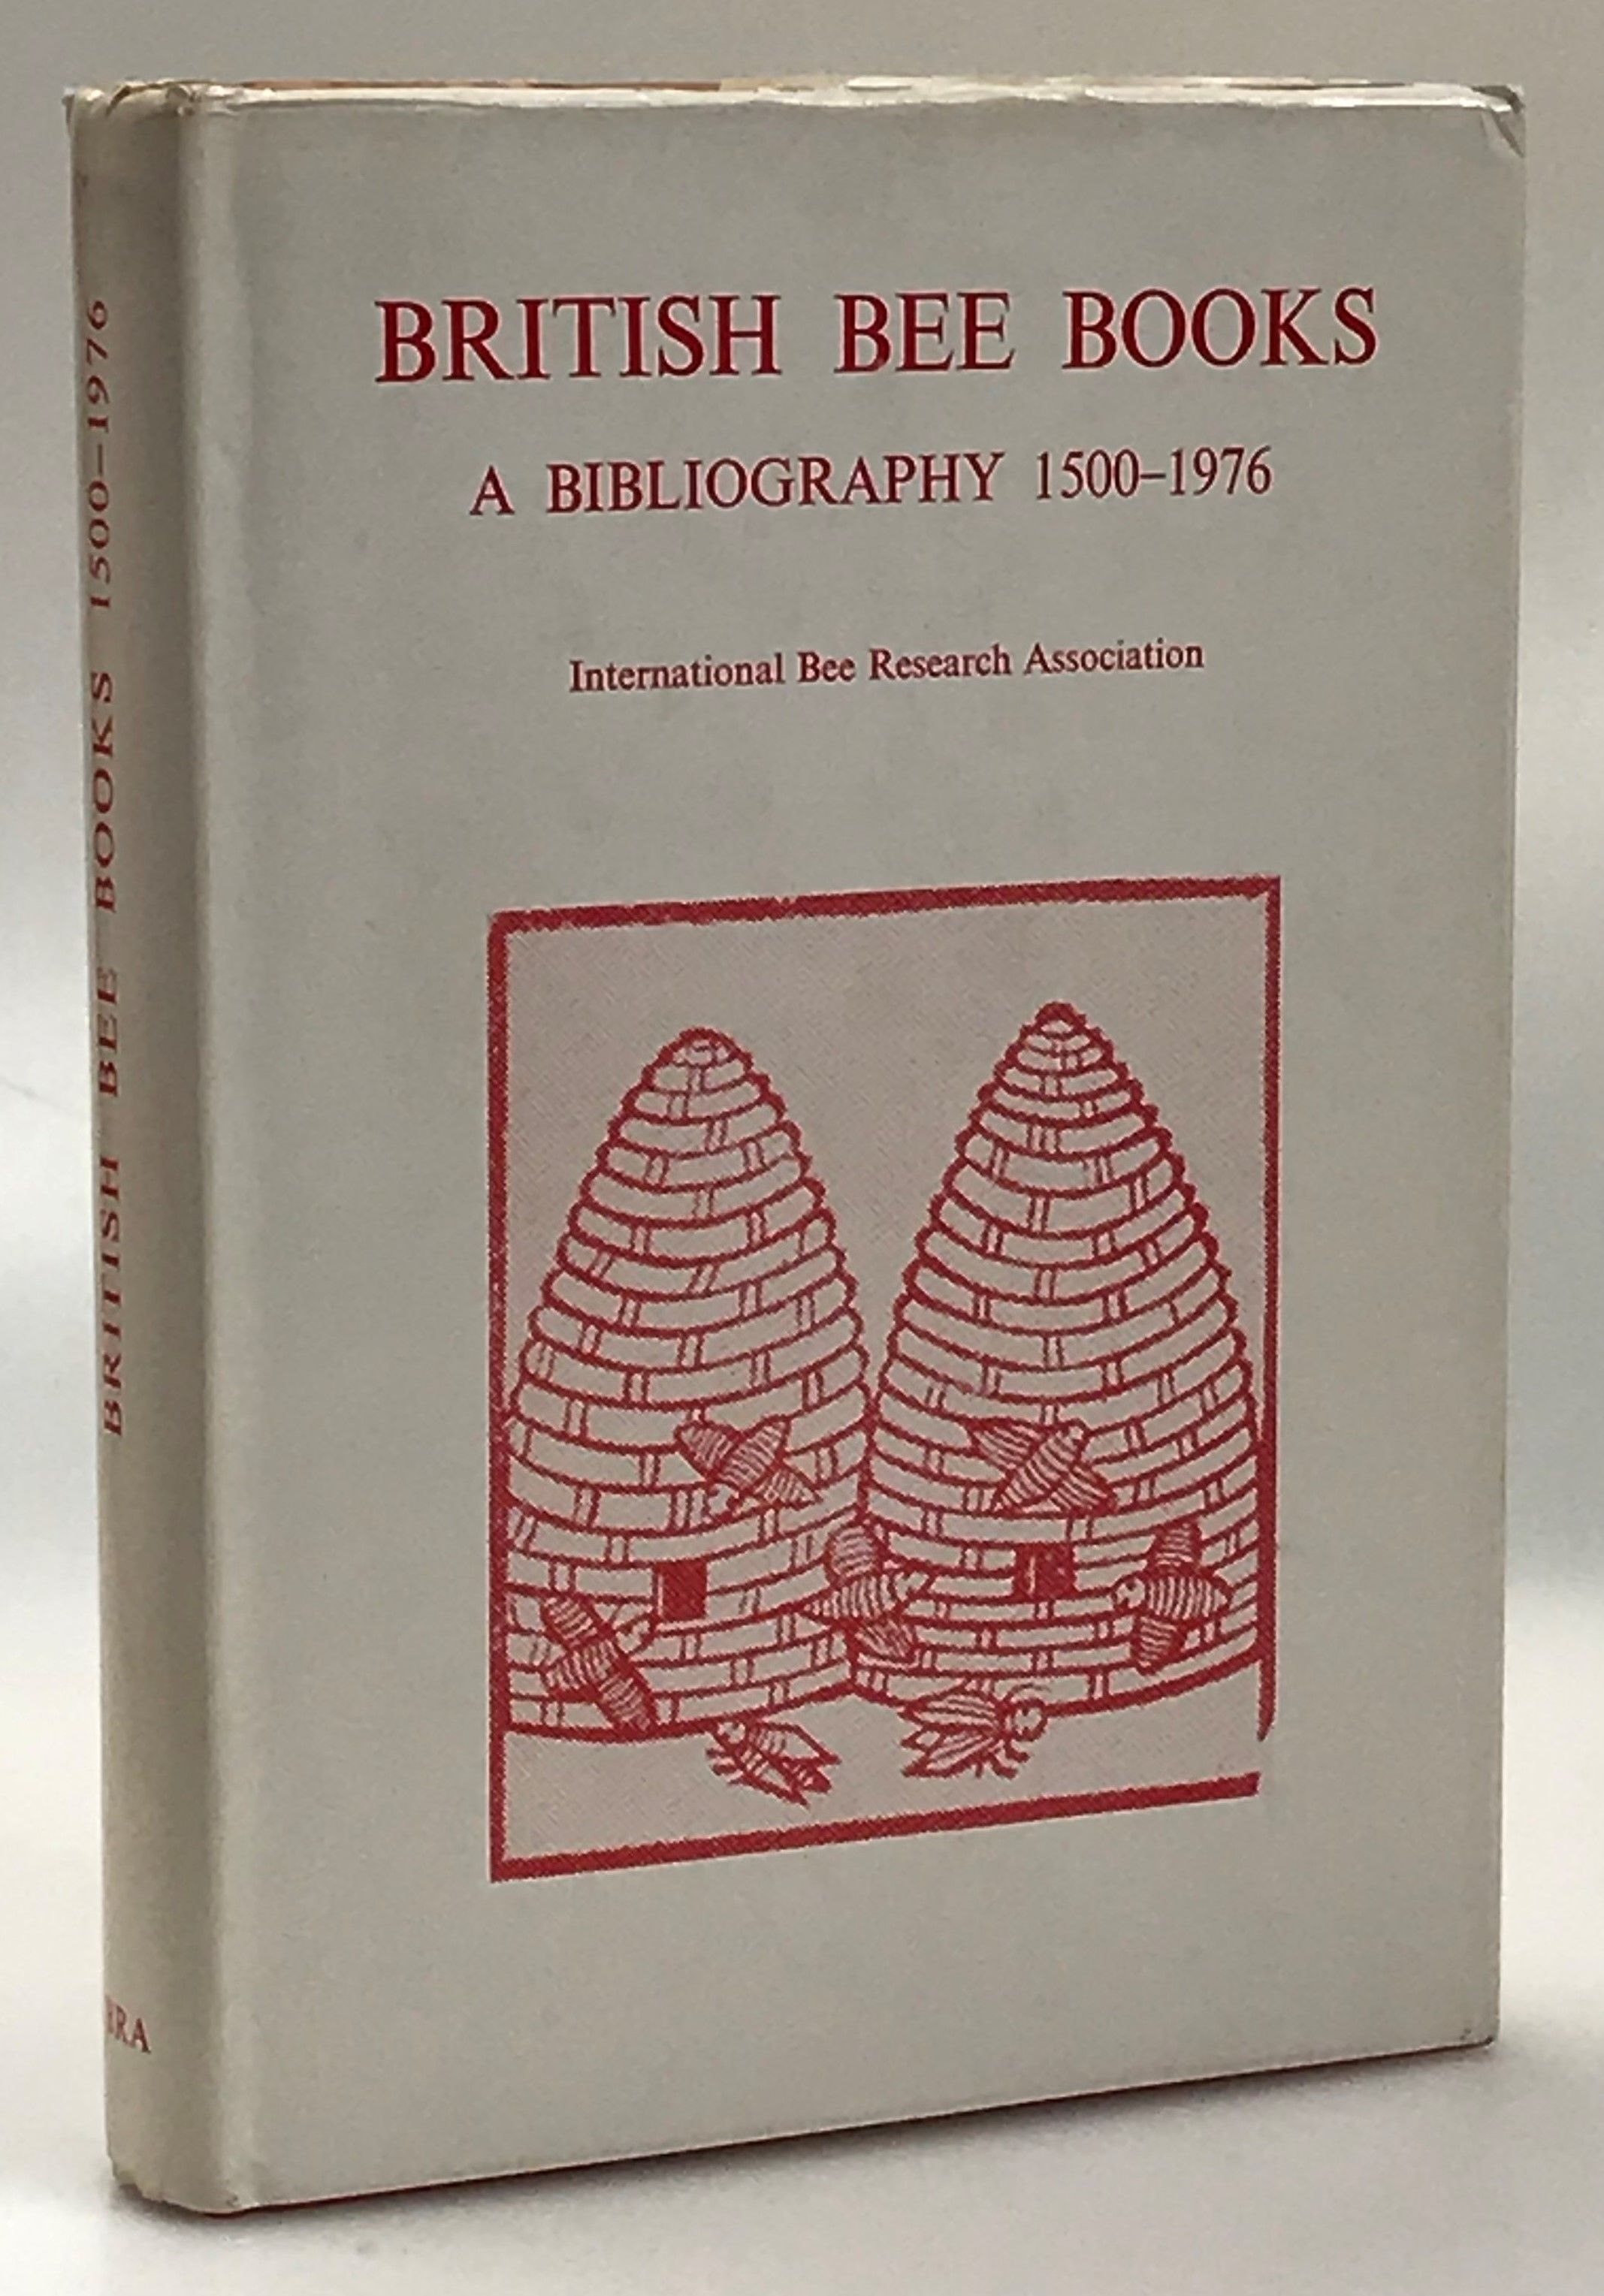 BRITISH BEE BOOKS
A BIBLIOGRAPHY 1500–1976
International Bee Research Association
BRITISH BEE BOOKS 1500–1976